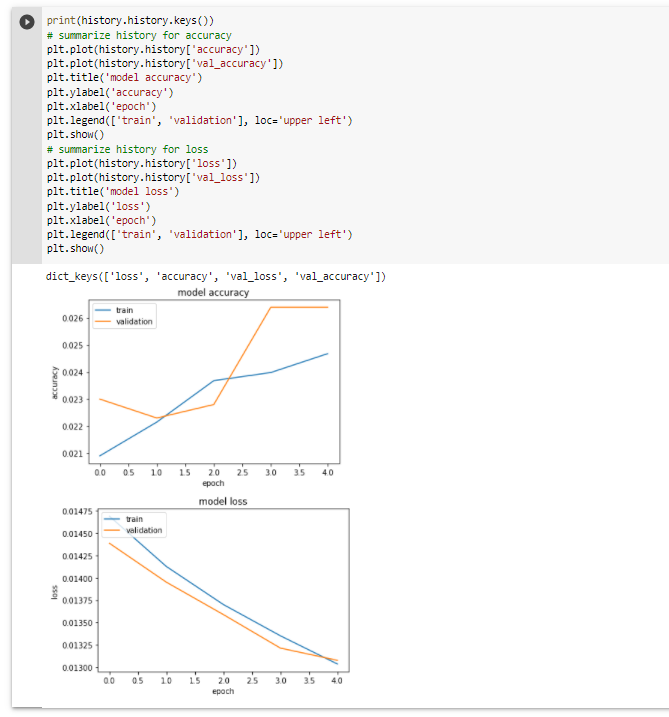 print(history.history.keys())
# summarize history for accuracy
plt.plot(history.history['accuracy'])
plt.plot(history.history['val_accuracy'])
plt.title('model accuracy')
plt.ylabel('accuracy')
plt.xlabel('epoch')
plt.legend(['train', 'validation'], loc='upper left')
plt.show()
# summarize history for loss
plt.plot(history.history['loss'])
plt.plot(history.history['val_loss'])
plt.title('model loss')
plt.ylabel('loss')
plt.xlabel('epoch')
plt.legend(['train', 'validation'], loc='upper left')
plt.show()
dict_keys(['loss', 'accuracy', 'val_loss', 'val_accuracy'])
model accuracy
train
validation
0.026
0.025
0.024
0.023
0.022
0.021
accuracy
0.0 0.5 1.0 1.5 2.0 2.5 3.0 3.5 4.0
epoch
model loss
train
validation
0.01475
0.01450
0.01425
0.01400
0.01375
0.01350
0.01325
0.01300
loss
0.0 0.5 1.0 1.5 2.0 2.5 3.0 3.5 4.0
epoch